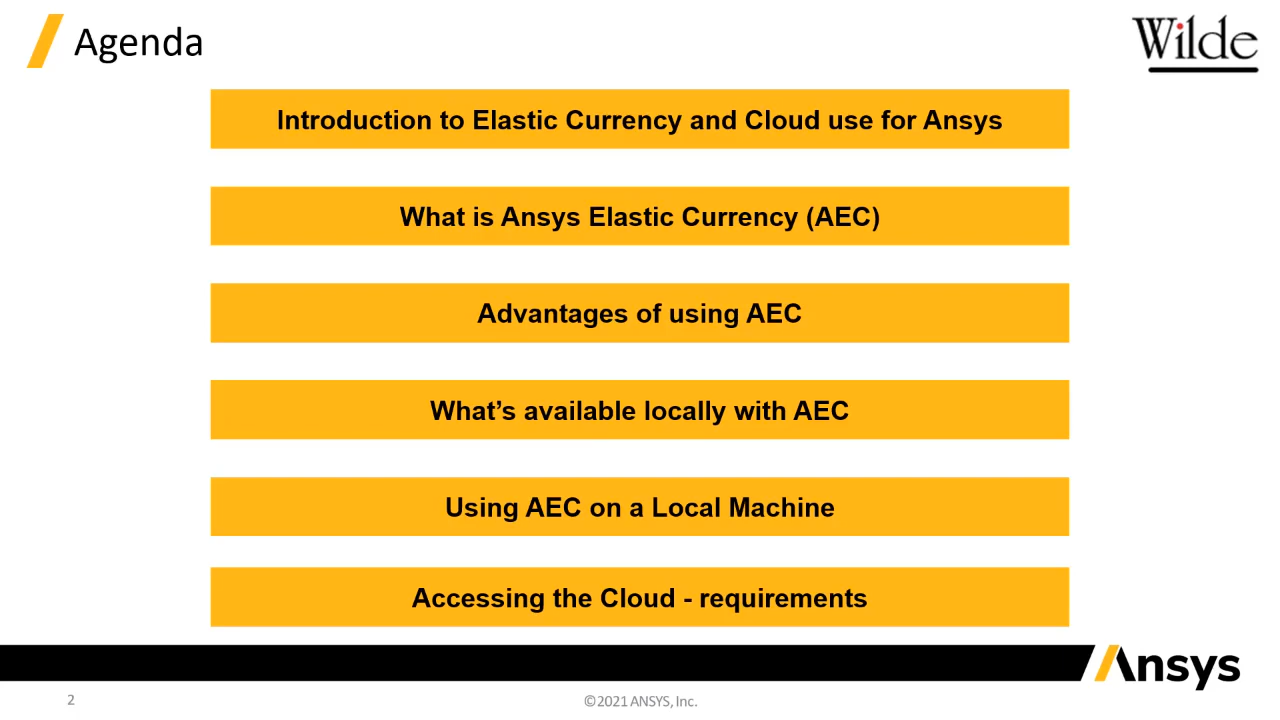 Agenda
Wilde
Introduction to Elastic Currency and Cloud use for Ansys
What is Ansys Elastic Currency (AEC)
Advantages of using AEC
What’s available locally with AEC
Using AEC on a Local Machine
Accessing the Cloud - requirements
Ansys
2
©2021 ANSYS, Inc.